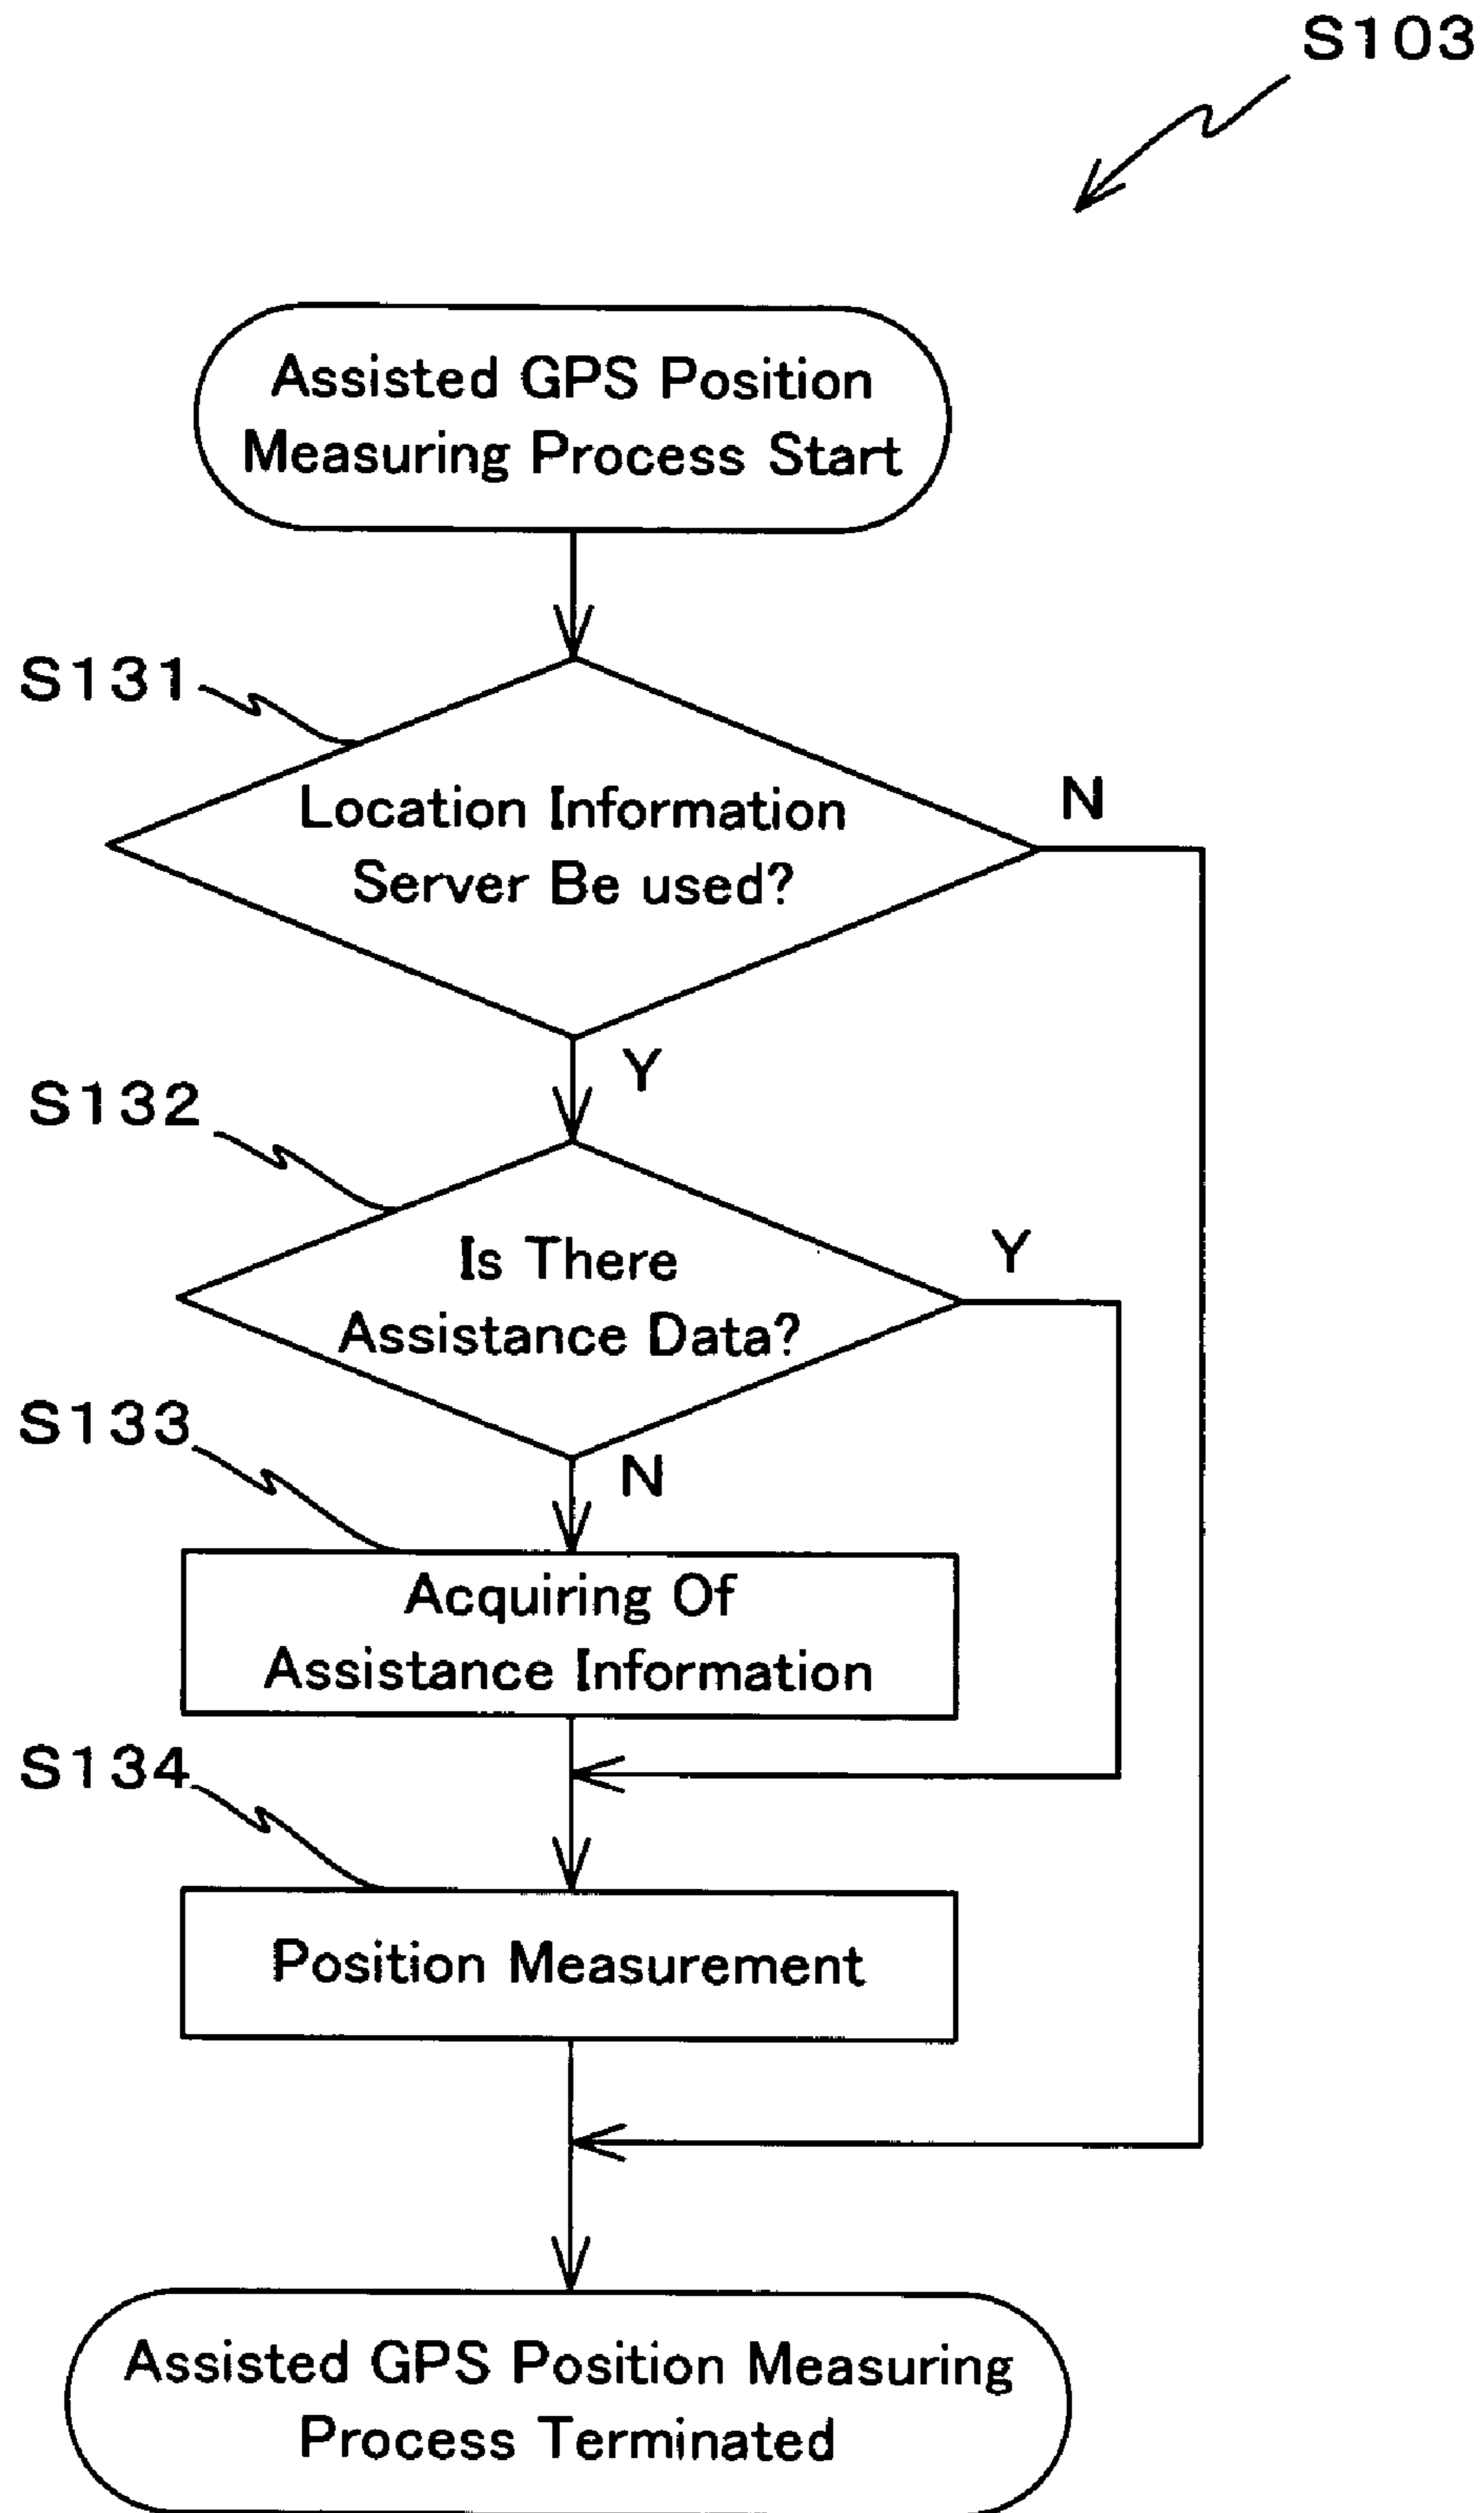 S103
Assisted GPS Position
Measuring Process Start
S131
Location Information
Server Be used?
N
Y
S132
Is There
Assistance Data?
Y
N
S133
Acquiring Of
Assistance Information
S134
Position Measurement
Assisted GPS Position Measuring
Process Terminated